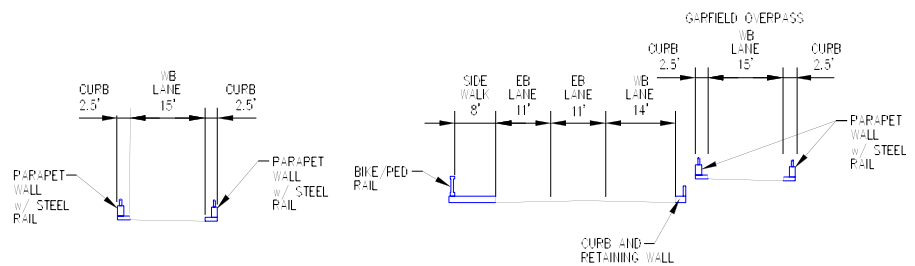 WB
CURB LANE CURB
2.5' 15' 2.5'
PARAPET
WALL
w/ STEEL
RAIL
PARAPET
WALL
w/ STEEL
RAIL
GARFIELD OVERPASS
WB
CURB LANE CURB
2.5' 15' 2.5'
SIDE EB EB WB
WALK LANE LANE LANE
8' 11' 11' 14'
BIKE/PED
RAIL
PARAPET
WALL
w/ STEEL
RAIL
CURB AND
RETAINING WALL